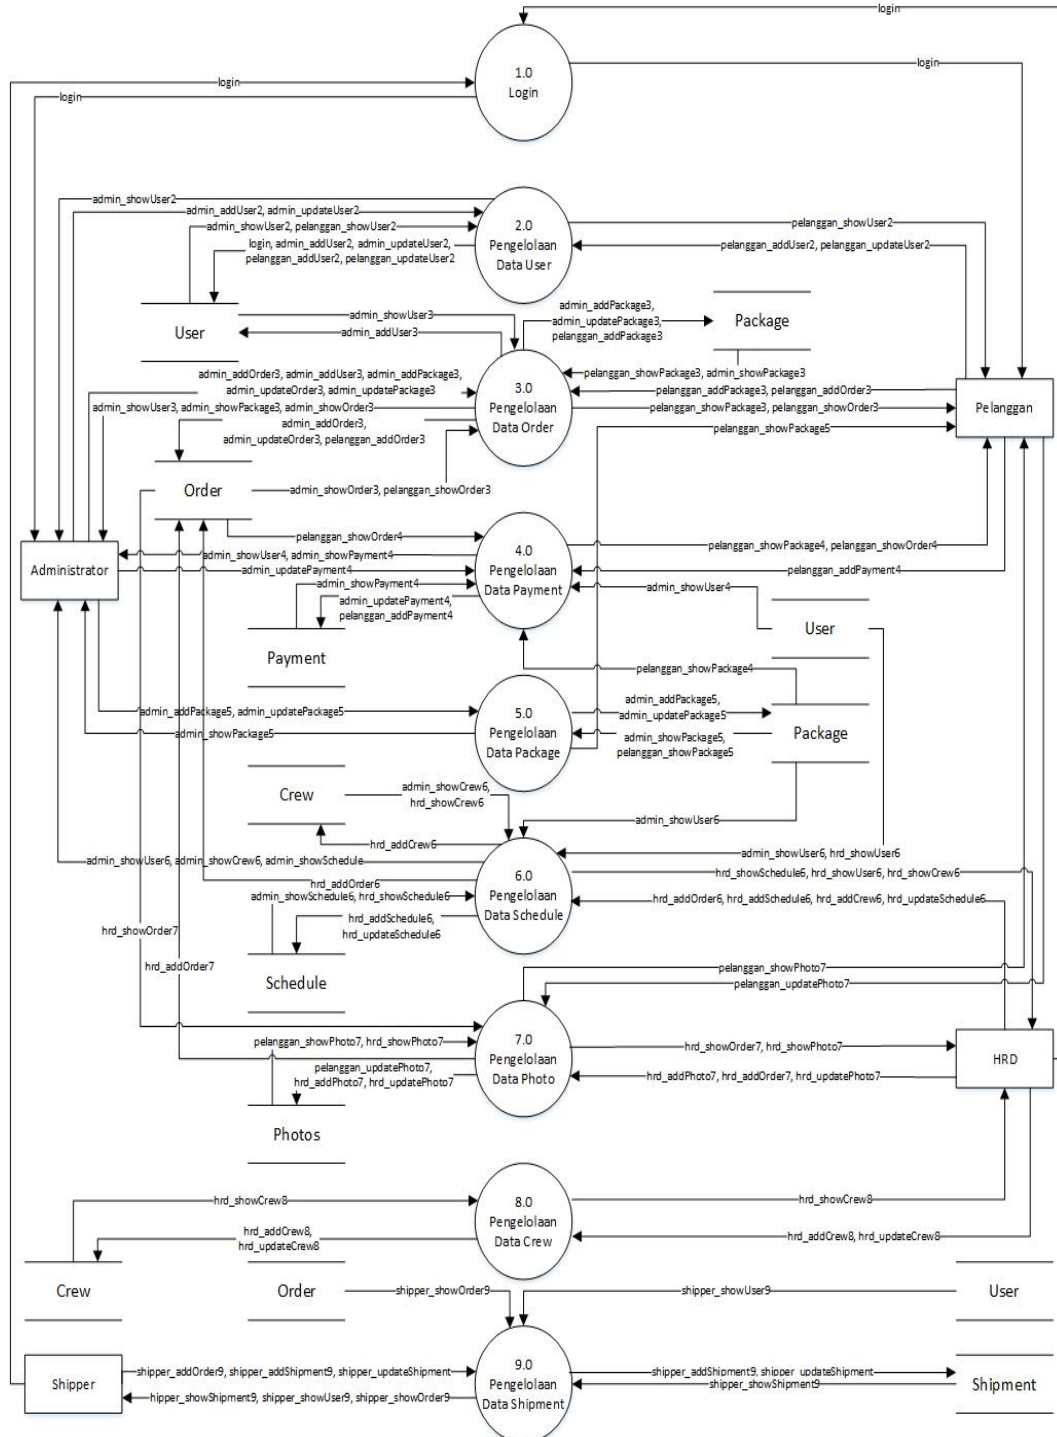 login
1.0
Login
login
login
login
admin_showUser2
admin_addUser2, admin_updateUser2
admin_showUser2, pelanggan_showUser2
login, admin_addUser2, admin_updateUser2,
pelanggan_addUser2, pelanggan_updateUser2
2.0
Pengelolaan
Data User
pelanggan_showUser2
pelanggan_addUser2, pelanggan_updateUser2
User
admin_showUser3
admin_addUser3
admin_addPackage3,
admin_updatePackage3,
pelanggan_addPackage3
Package
admin_addOrder3, admin_addUser3, admin_addPackage3,
admin_updateOrder3, admin_updatePackage3
admin_showUser3, admin_showPackage3, admin_showOrder3
admin_addOrder3,
admin_updateOrder3, pelanggan_addOrder3
3.0
Pengelolaan
Data Order
pelanggan_showPackage3, admin_showPackage3
pelanggan_addPackage3, pelanggan_addOrder3
pelanggan_showPackage3, pelanggan_showOrder3
pelanggan_showPackage5
Pelanggan
Order
admin_showOrder3, pelanggan_showOrder3
pelanggan_showOrder4
Administrator
admin_showUser4, admin_showPayment4
admin_updatePayment4
admin_showPayment4
admin_updatePayment4,
pelanggan_addPayment4
4.0
Pengelolaan
Data Payment
pelanggan_showPackage4, pelanggan_showOrder4
pelanggan_addPayment4
admin_showUser4
User
Payment
pelanggan_showPackage4
admin_addPackage5, admin_updatePackage5
admin_showPackage5
5.0
Pengelolaan
Data Package
admin_addPackage5,
admin_updatePackage5
admin_showPackage5,
pelanggan_showPackage5
Package
Crew
admin_showCrew6,
hrd_showCrew6
hrd_addCrew6
admin_showUser6
admin_showUser6, admin_showCrew6, admin_showSchedule
hrd_addOrder6
admin_showSchedule6, hrd_showSchedule6
hrd_addSchedule6,
hrd_updateSchedule6
6.0
Pengelolaan
Data Schedule
admin_showUser6, hrd_showUser6
hrd_showSchedule6, hrd_showUser6, hrd_showCrew6
hrd_addOrder6, hrd_addSchedule6, hrd_addCrew6, hrd_updateSchedule6
hrd_showOrder7
hrd_addOrder7
Schedule
pelanggan_showPhoto7
pelanggan_updatePhoto7
pelanggan_showPhoto7, hrd_showPhoto7
pelanggan_updatePhoto7,
hrd_addPhoto7, hrd_updatePhoto7
7.0
Pengelolaan
Data Photo
hrd_showOrder7, hrd_showPhoto7
hrd_addPhoto7, hrd_addOrder7, hrd_updatePhoto7
HRD
Photos
hrd_showCrew8
hrd_addCrew8,
hrd_updateCrew8
8.0
Pengelolaan
Data Crew
hrd_showCrew8
hrd_addCrew8, hrd_updateCrew8
Crew
Order
shipper_showOrder9
shipper_showUser9
User
Shipper
shipper_addOrder9, shipper_addShipment9, shipper_updateShipment
hipper_showShipment9, shipper_showUser9, shipper_showOrder9
9.0
Pengelolaan
Data Shipment
shipper_addShipment9, shipper_updateShipment
shipper_showShipment9
Shipment